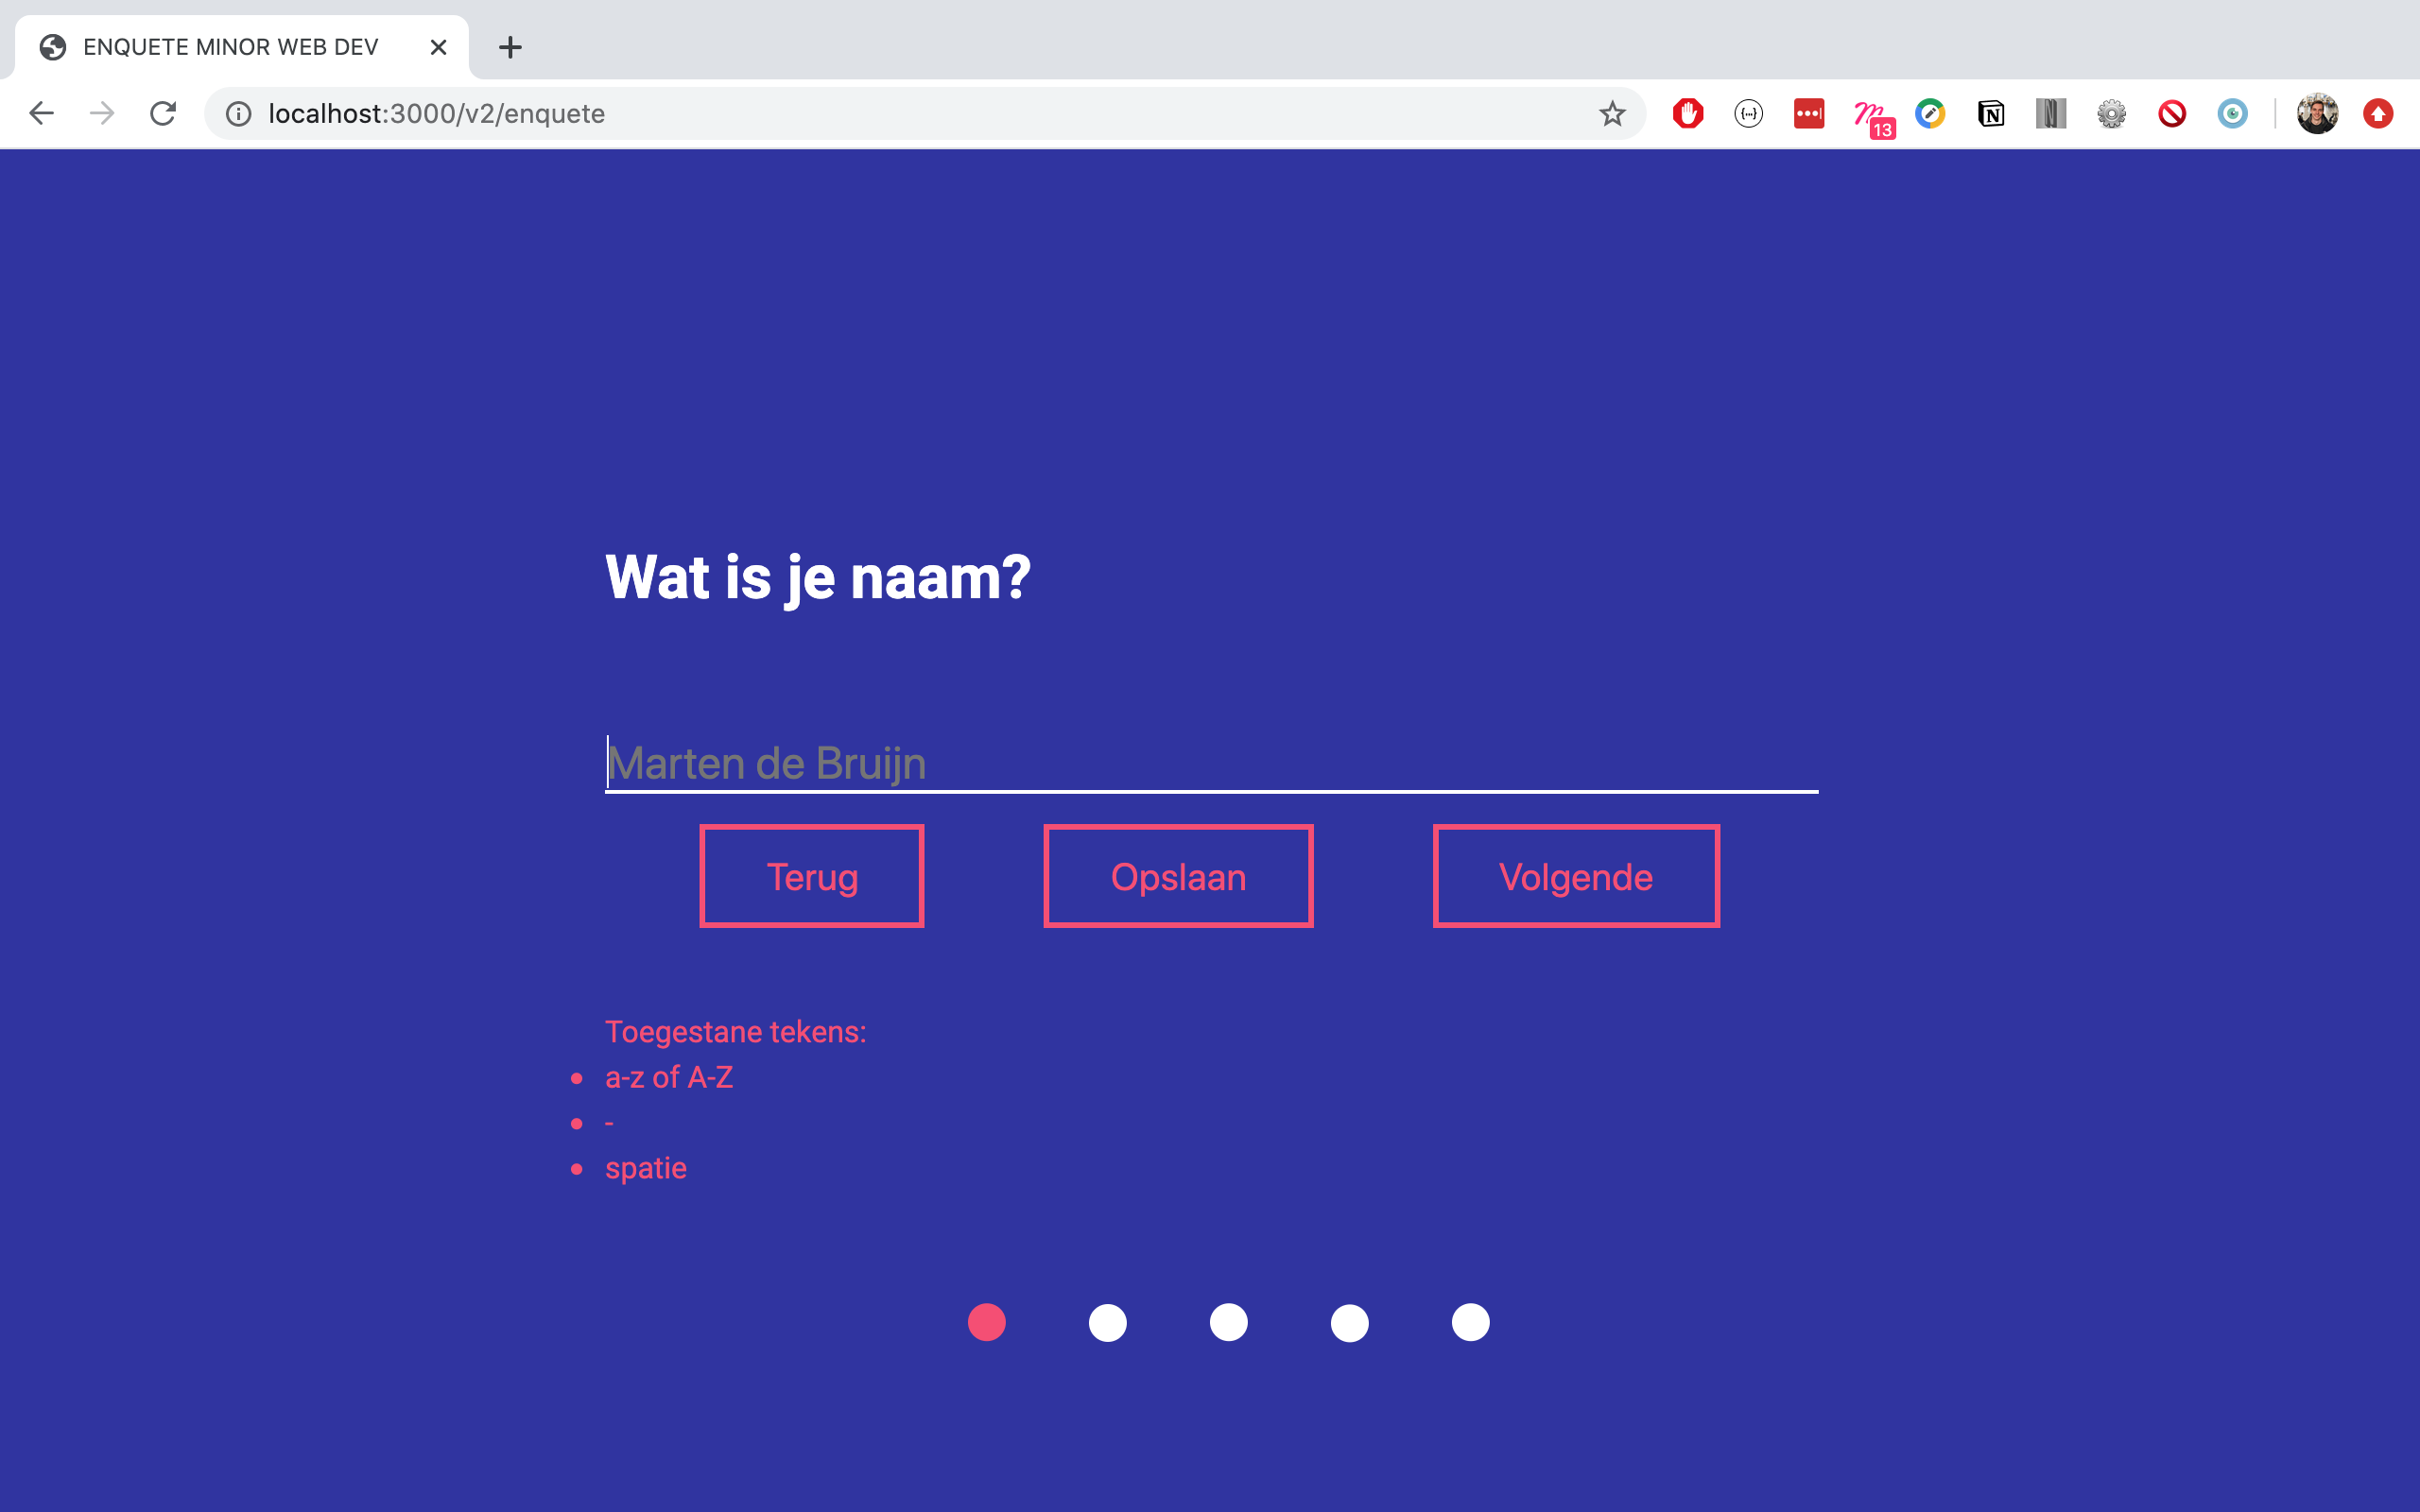 ENQUETE MINOR WEB DEV
localhost:3000/v2/enquete
{...}
13
N
Wat is je naam?
Marten de Bruijn
Terug
Opslaan
Volgende
Toegestane tekens:
a-z of A-Z
-
spatie